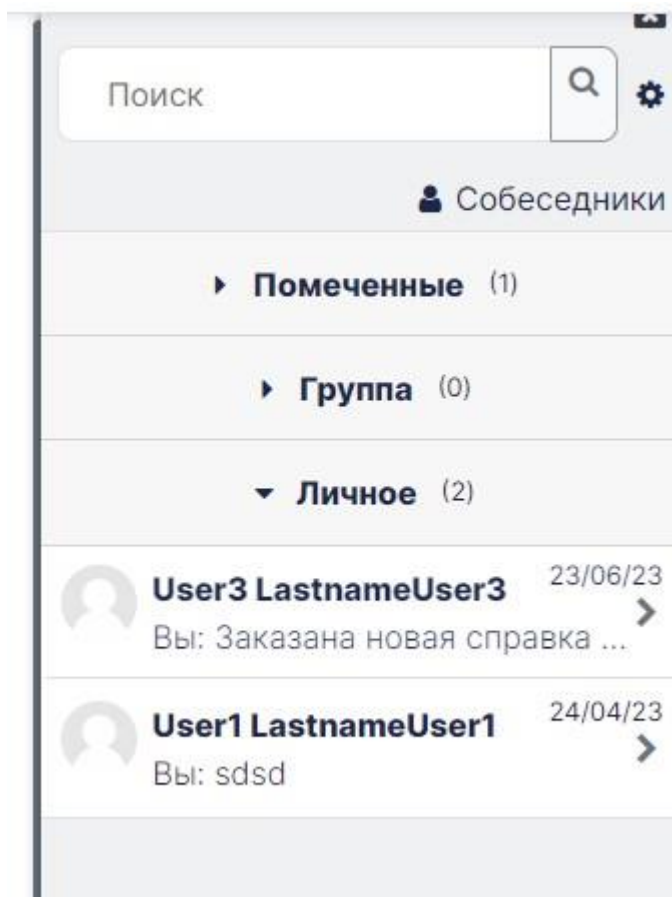 Поиск
Собеседники
Помеченные (1)
Группа (0)
Личное (2)
User3 LastnameUser3 23/06/23
Вы: Заказана новая справка ...
User1 LastnameUser1 24/04/23
Вы: sdsd